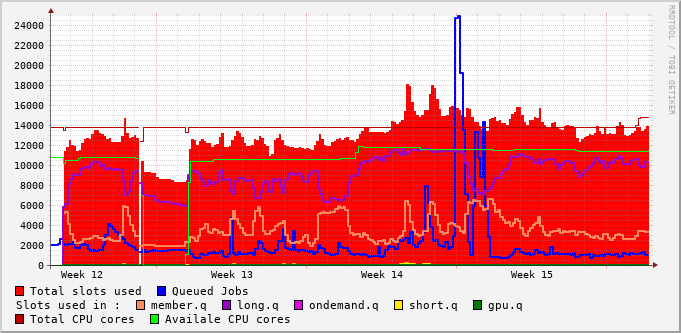 RRDTOOL / TOBI OETIKER
24000
22000
20000
18000
16000
14000
12000
10000
8000
6000
4000
2000
0
Week 12 Week 13 Week 14 Week 15
Total slots used Queued Jobs
Slots used in : member.q long.q ondemand.q short.q gpu.q
Total CPU cores Availale CPU cores